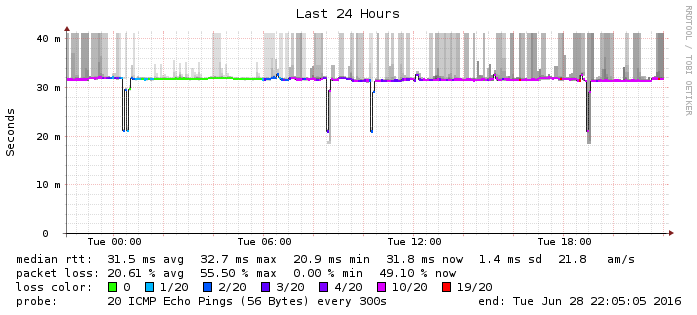 Last 24 Hours
RRDTOOL / TOBI OETIKER
Seconds
40 m
30 m
20 m
10 m
0
Tue 00:00 Tue 06:00 Tue 12:00 Tue 18:00
median rtt: 31.5 ms avg 32.7 ms max 20.9 ms min 31.8 ms now 1.4 ms sd 21.8 am/s
packet loss: 20.61 % avg 55.50 % max 0.00 % min 49.10 % now
loss color: 0 1/20 2/20 3/20 4/20 10/20 19/20
probe: 20 ICMP Echo Pings (56 Bytes) every 300s end: Tue Jun 28 22:05:05 2016